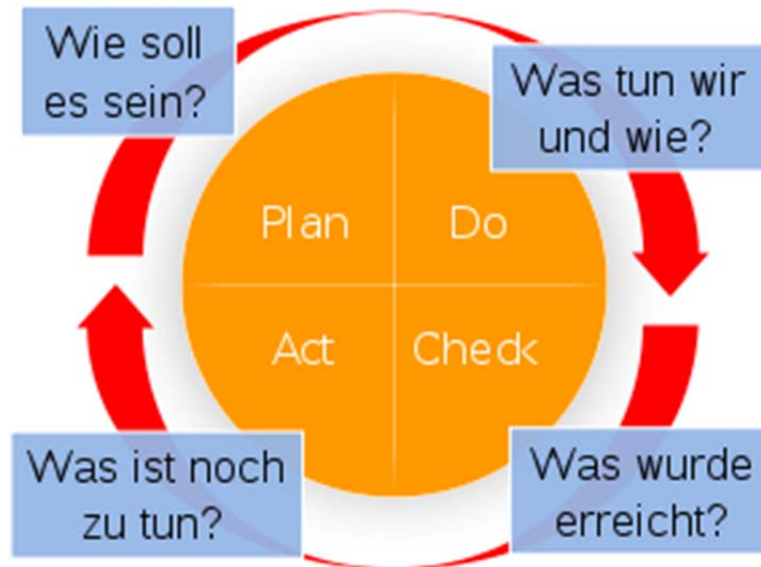 Wie soll
es sein?
Was tun wir
und wie?
Plan
Do
Act
Check
Was ist noch
zu tun?
Was wurde
erreicht?